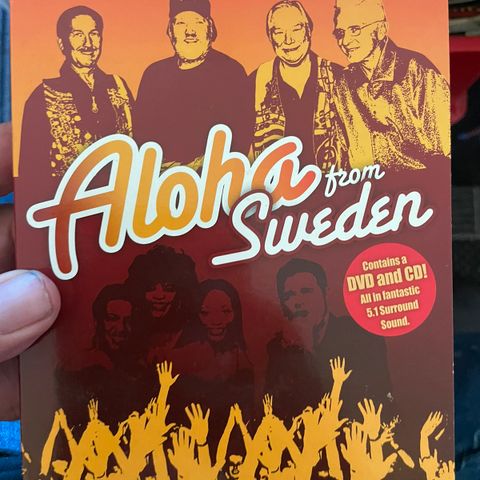 Aloha from
Sweden
Contains a
DVD and CD!
All in fantastic
5.1 Surround
Sound.